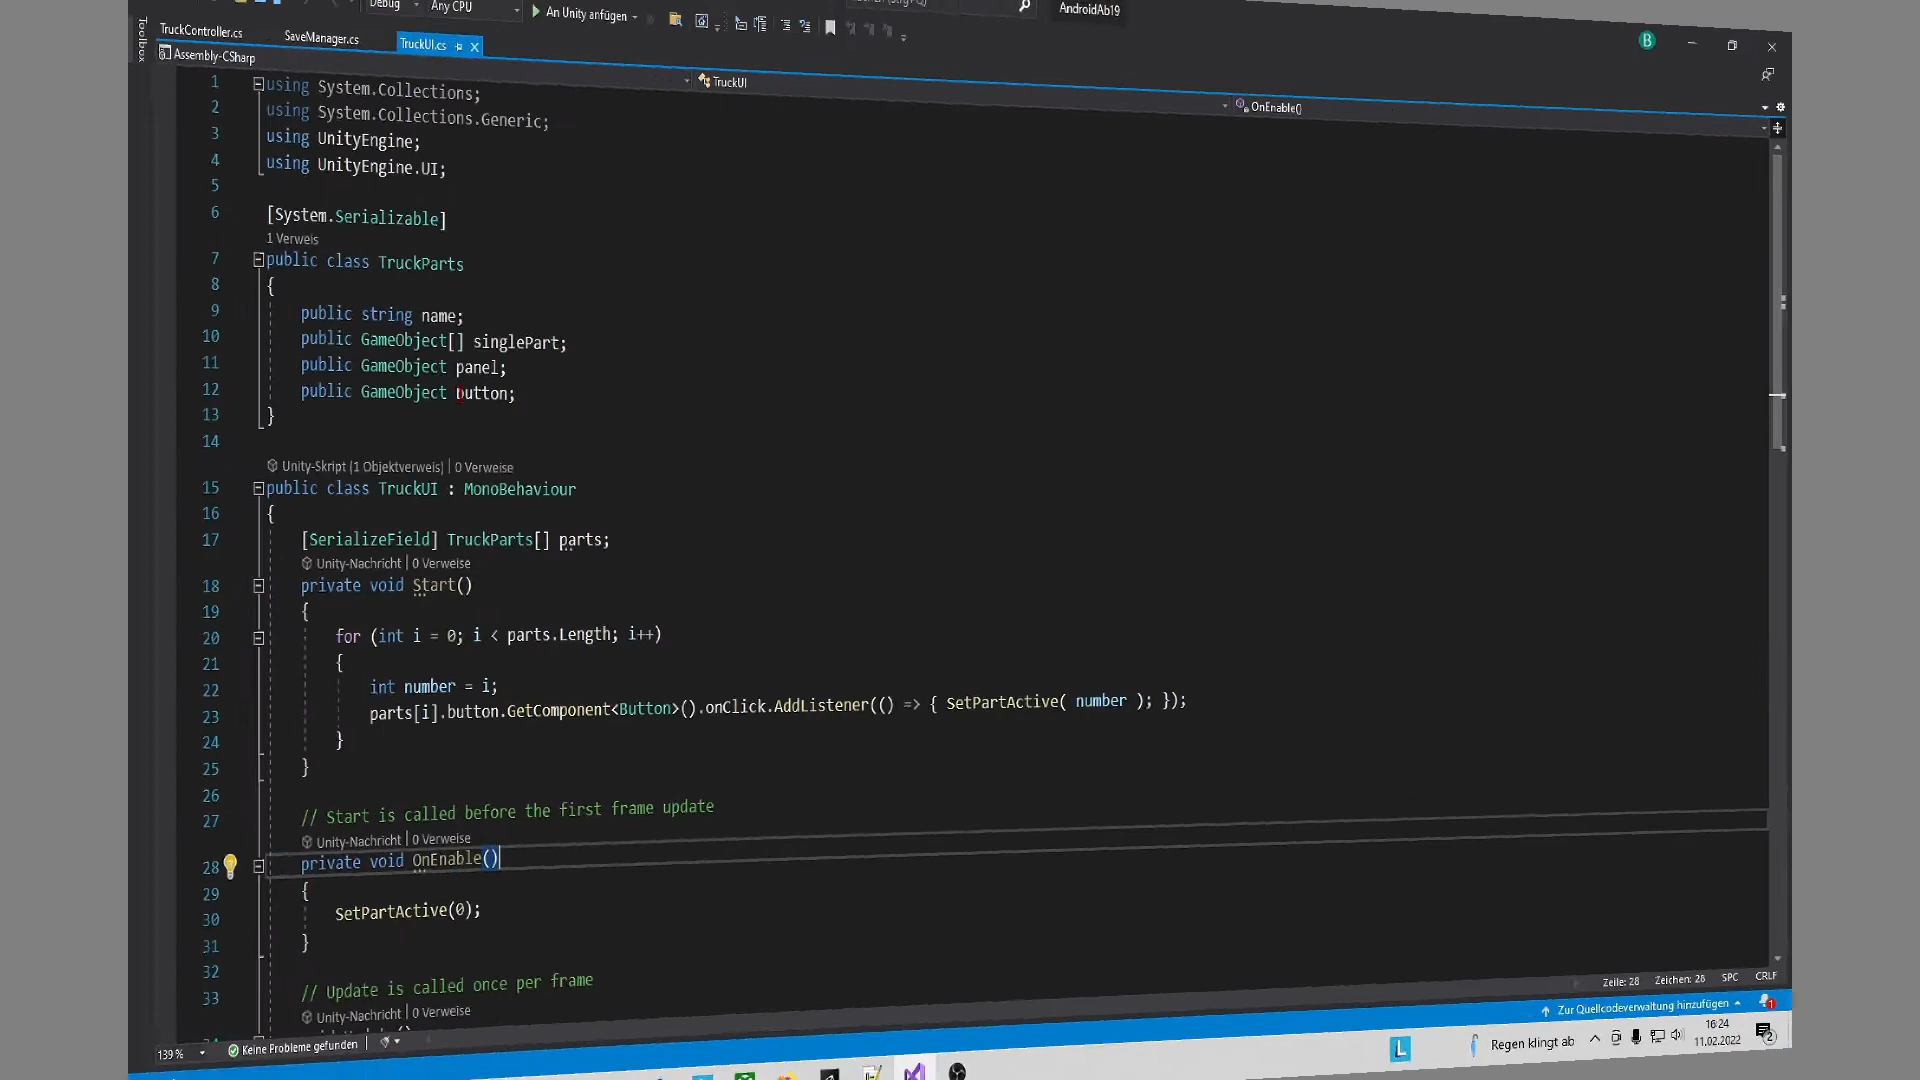 Debug
Any CPU
An Unity anfügen
AndroidAb19
B
Toolbox
TruckController.cs
SaveManager.cs
TruckUI.cs
Assembly-CSharp
TruckUI
OnEnable()
1 using System.Collections;
2 using System.Collections.Generic;
3 using UnityEngine;
4 using UnityEngine.UI;
5
6 [System.Serializable]
1 Verweis
7 public class TruckParts
8 {
9 public string name;
10 public GameObject[] singlePart;
11 public GameObject panel;
12 public GameObject button;
13 }
14
Unity-Skript (1 Objektverweis) | 0 Verweise
15 public class TruckUI : MonoBehaviour
16 {
17 [SerializeField] TruckParts[] parts;
Unity-Nachricht | 0 Verweise
18 private void Start()
19 {
20 for (int i = 0; i < parts.Length; i++)
21 {
22 int number = i;
23 parts[i].button.GetComponent<Button>().onClick.AddListener(() => { SetPartActive( number ); });
24 }
25 }
26
27 // Start is called before the first frame update
Unity-Nachricht | 0 Verweise
28 private void OnEnable()
29 {
30 SetPartActive(0);
31 }
32
33 // Update is called once per frame
Unity-Nachricht | 0 Verweise
139 %
Keine Probleme gefunden
Zeile: 28
Zeichen: 28
SPC
CRLF
Zur Quellcodeverwaltung hinzufügen
1
L
Regen klingt ab
16:24
11.02.2022
2